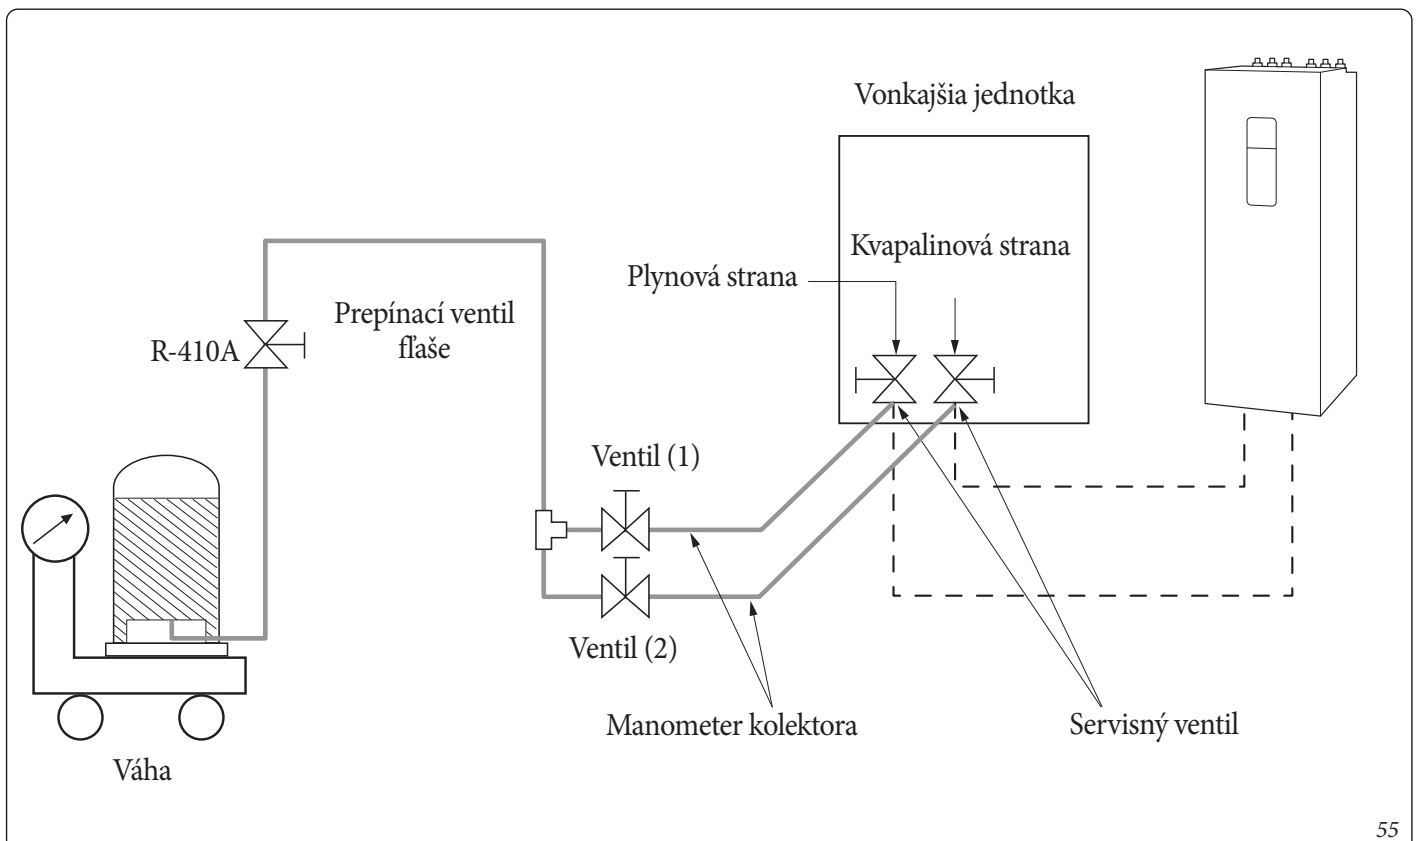 Vonkajšia jednotka
Kvapalinová strana
Plynová strana
Prepínací ventil
fľaše
R-410A
Ventil (1)
Ventil (2)
Manometer kolektora
Servisný ventil
Váha
55